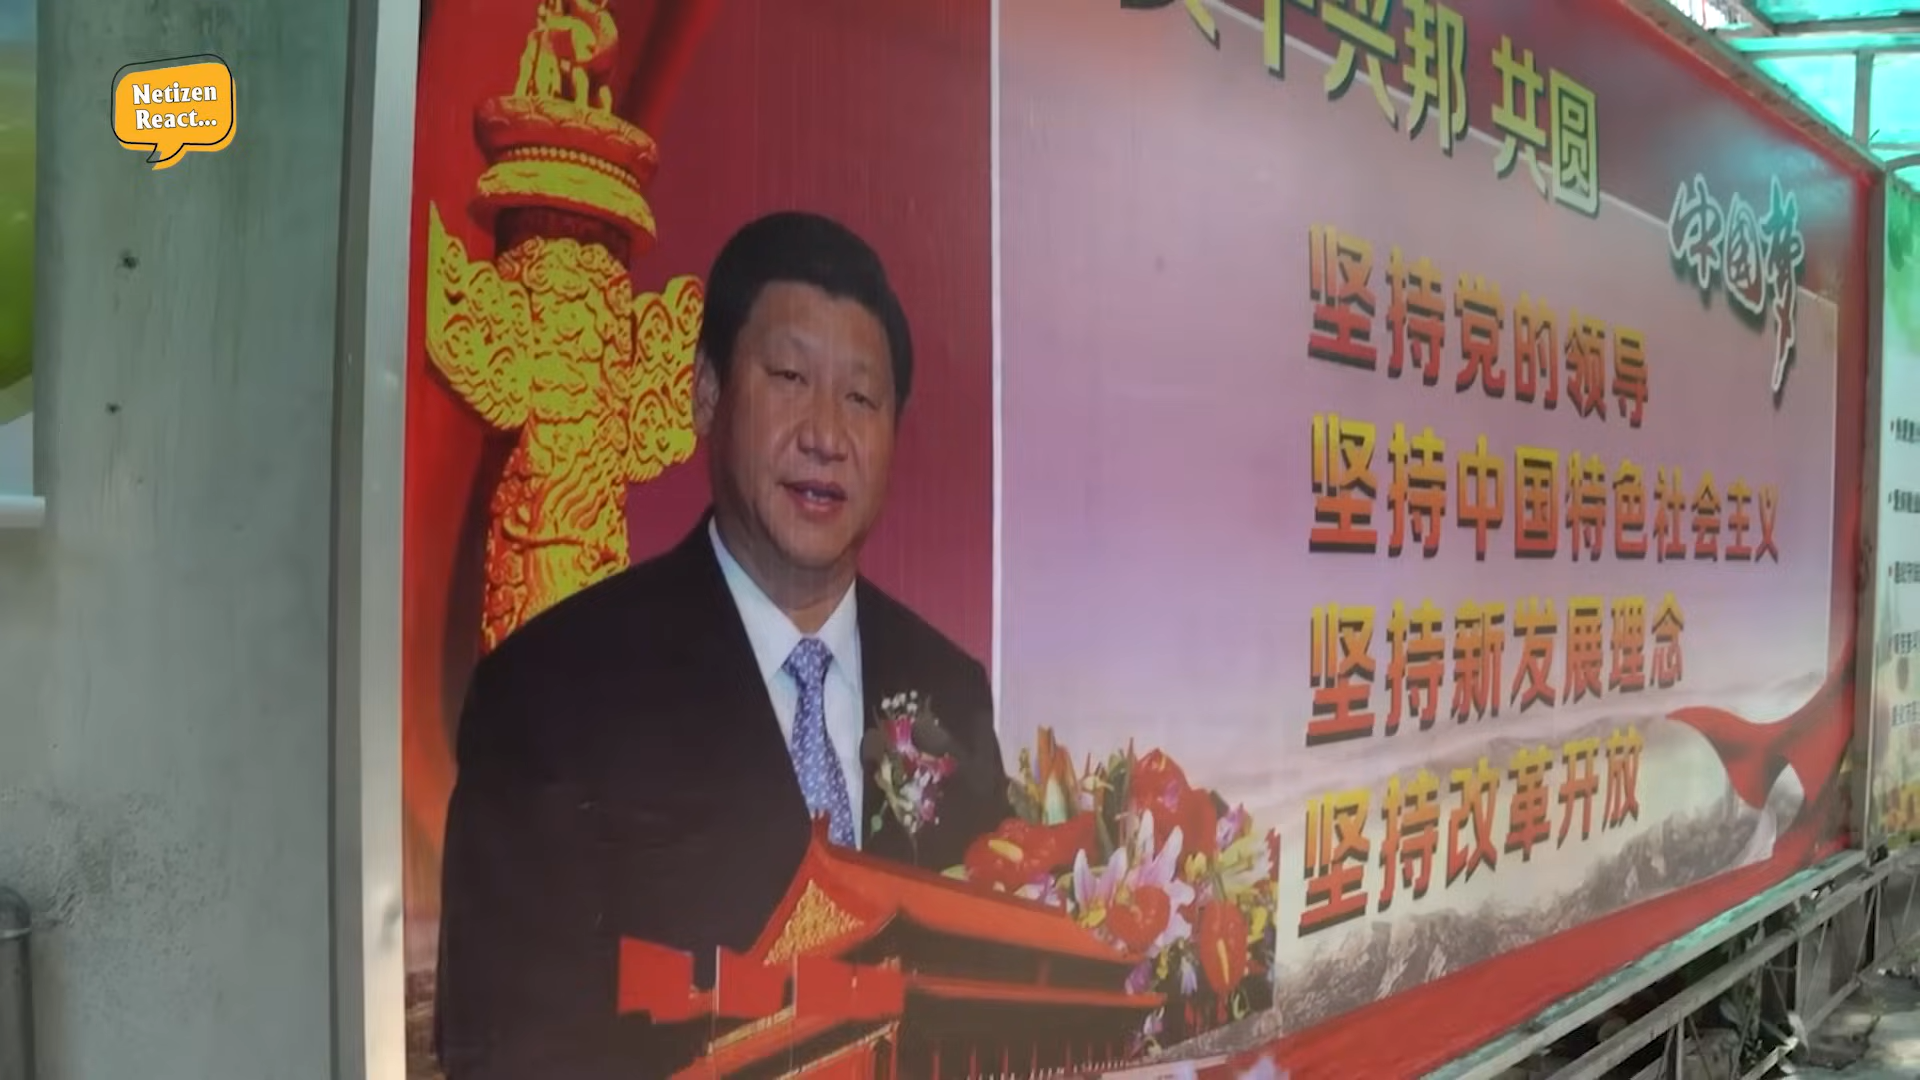 Netizen
React...
兴邦 共圆
中国梦
坚持党的领导
坚持中国特色社会主义
坚持新发展理念
坚持改革开放